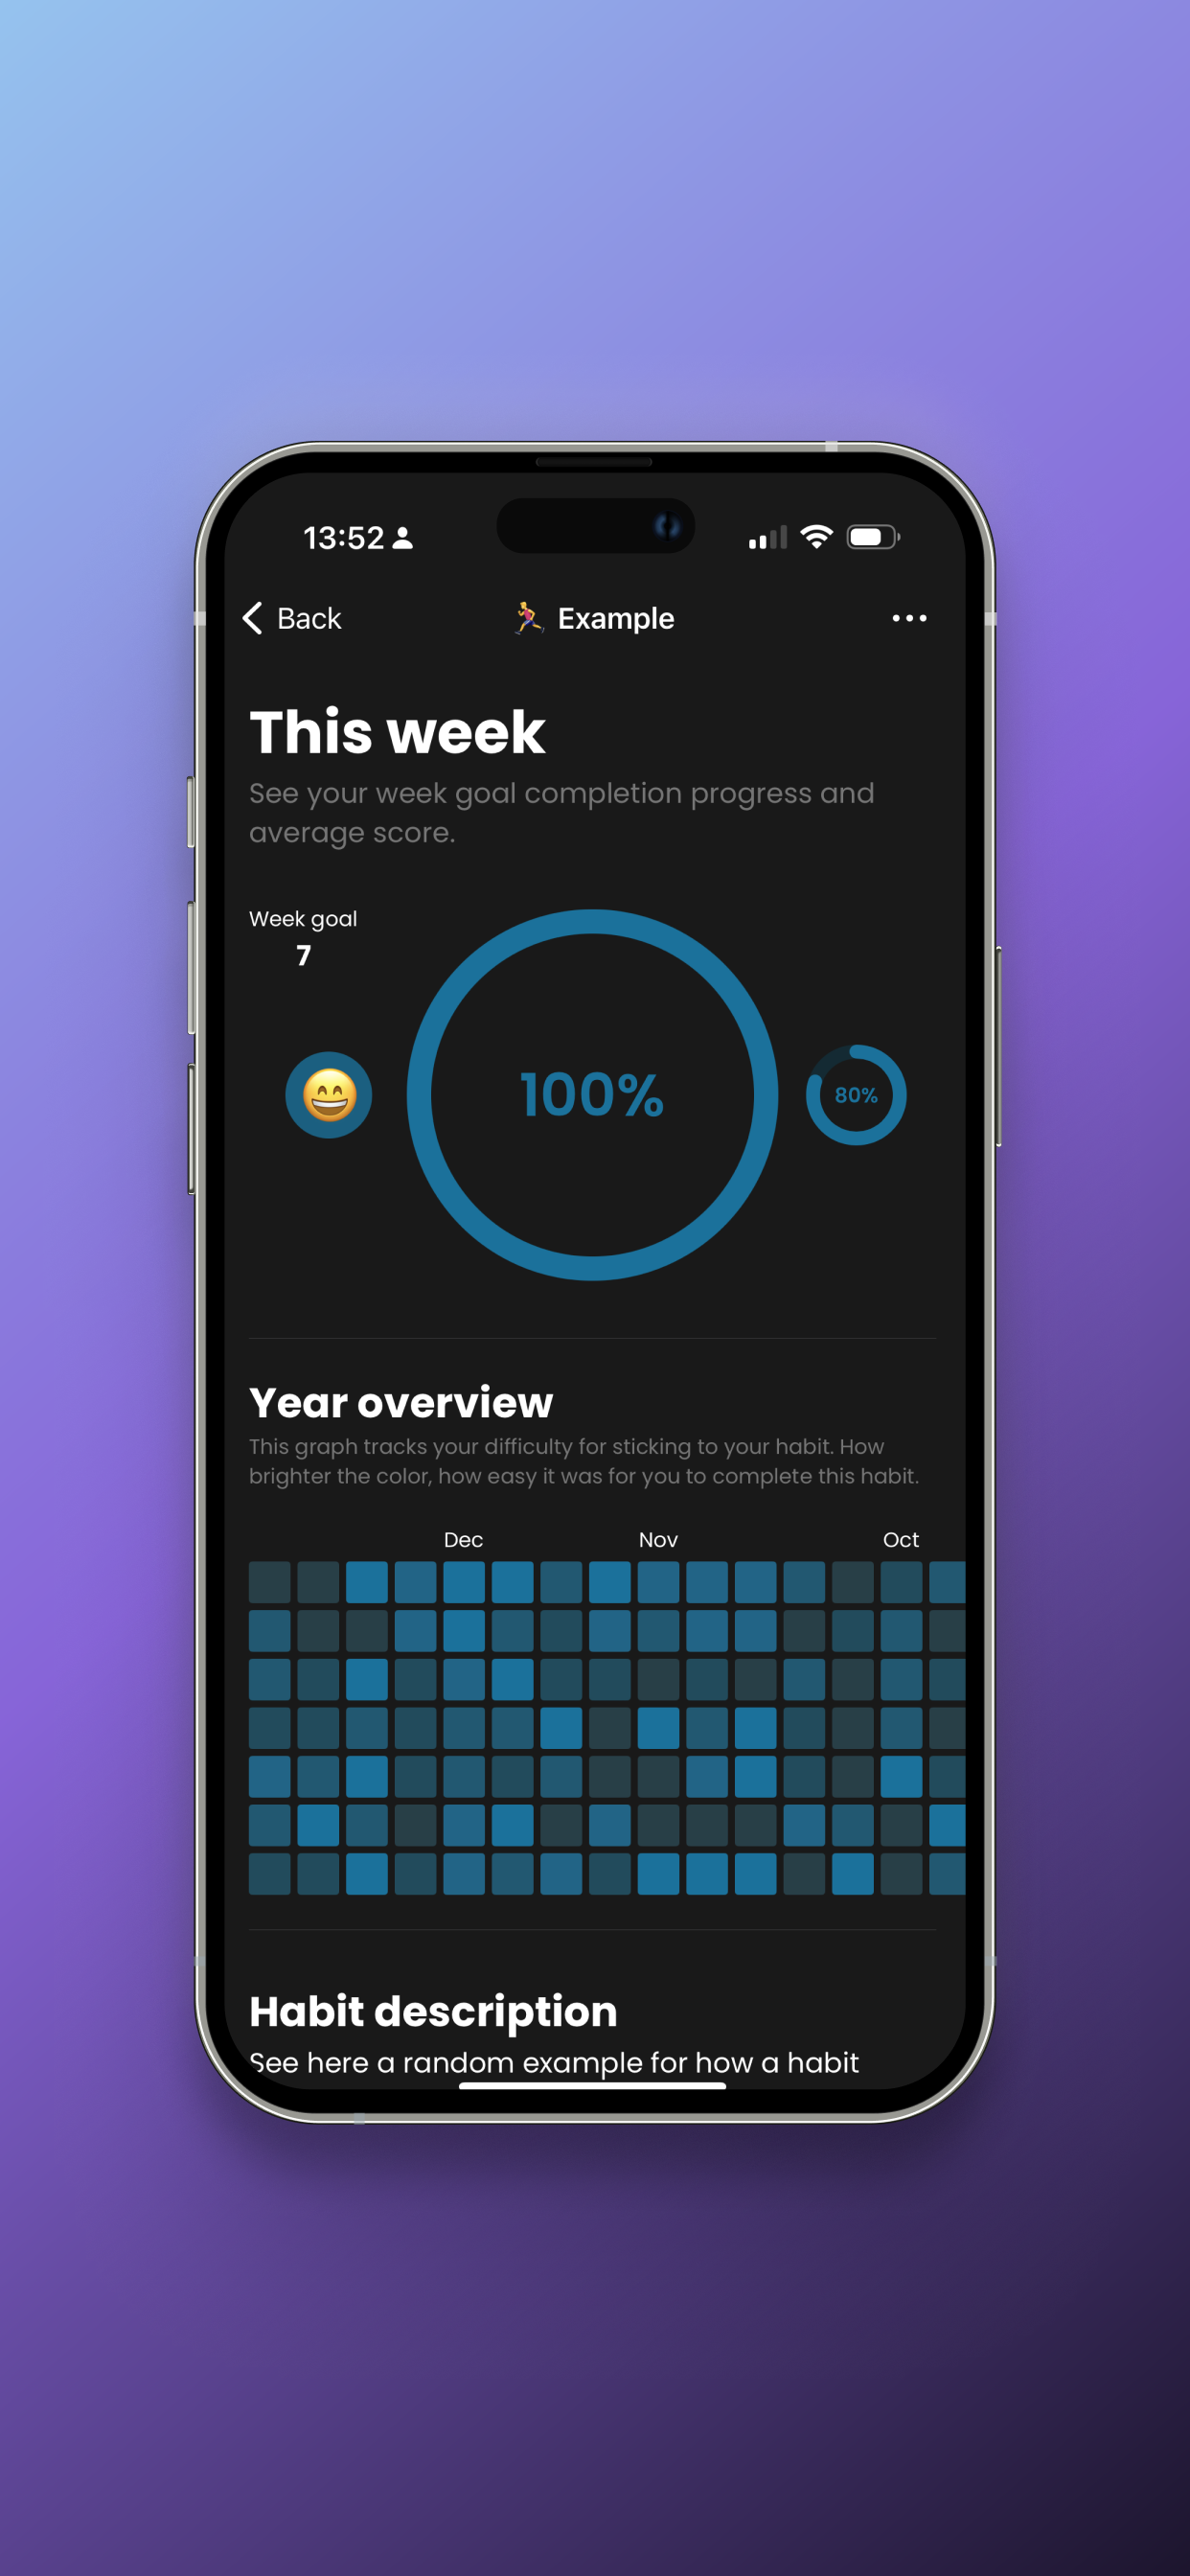 13:52
Back
Example
This week
See your week goal completion progress and
average score.
Week goal
7
100%
80%
Year overview
This graph tracks your difficulty for sticking to your habit. How
brighter the color, how easy it was for you to complete this habit.
Dec Nov Oct
Habit description
See here a random example for how a habit